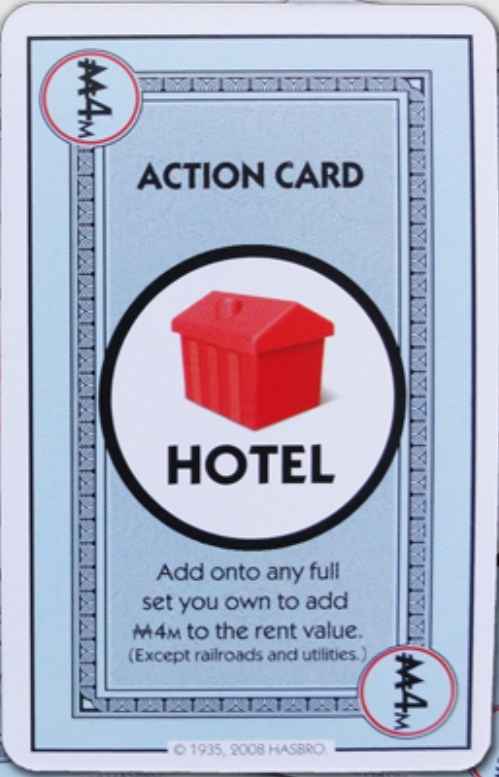 ₩4M
ACTION CARD
HOTEL
Add onto any full
set you own to add
₩4M to the rent value.
(Except railroads and utilities.)
₩4M
© 1935, 2008 HASBRO.